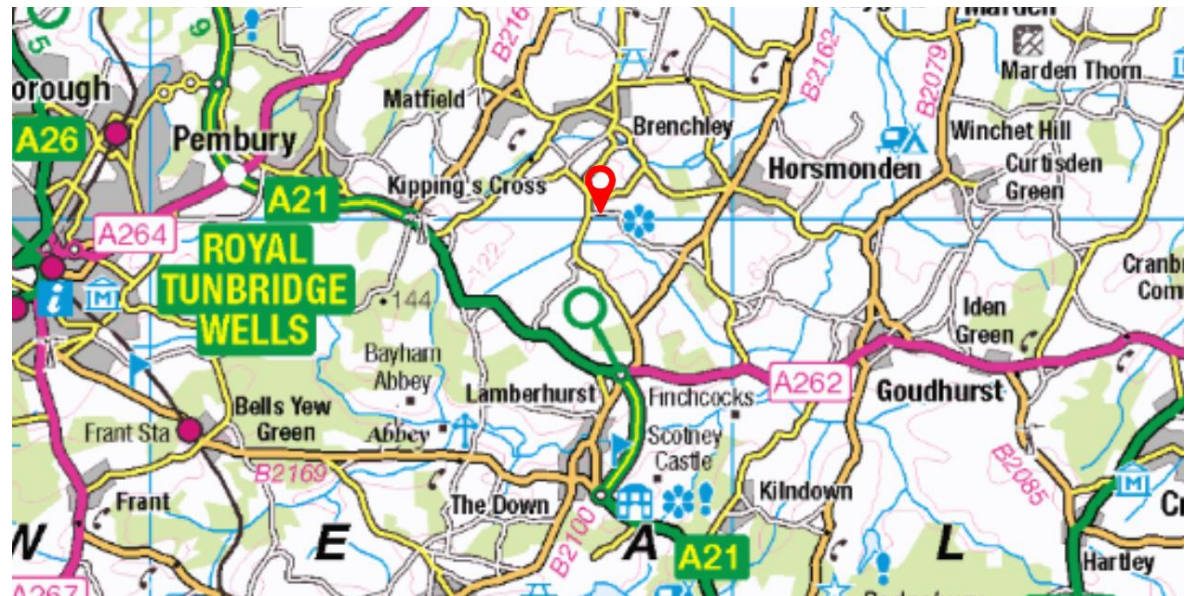 5
9
B216
B2162
B2079
Marden
Marden Thorn
orough
Matfield
A26
Pembury
Brenchley
Winchet Hill
Horsmonden
Curtisden
Green
Kipping's Cross
A21
A264
ROYAL
TUNBRIDGE
WELLS
122
61
144
Cranb
Com
Iden
Green
Bayham
Abbey
Lamberhurst
Finchcocks
A262
Goudhurst
Bells Yew
Green
Frant Sta
Abbey
Scotney
Castle
B2169
B2085
Frant
The Down
Kilndown
B2100
Cr
W
E
A
L
A21
Hartley
A267